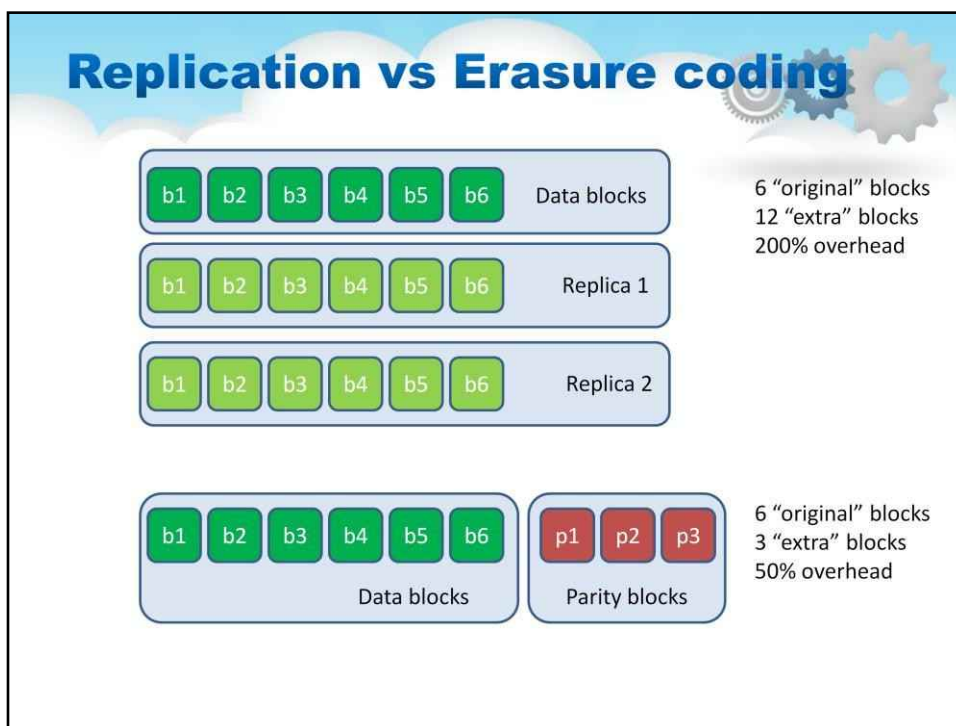 Replication vs Erasure coding
b1 b2 b3 b4 b5 b6 Data blocks
6 “original” blocks
12 “extra” blocks
200% overhead
b1 b2 b3 b4 b5 b6 Replica 1
b1 b2 b3 b4 b5 b6 Replica 2
b1 b2 b3 b4 b5 b6 p1 p2 p3
Data blocks Parity blocks
6 “original” blocks
3 “extra” blocks
50% overhead